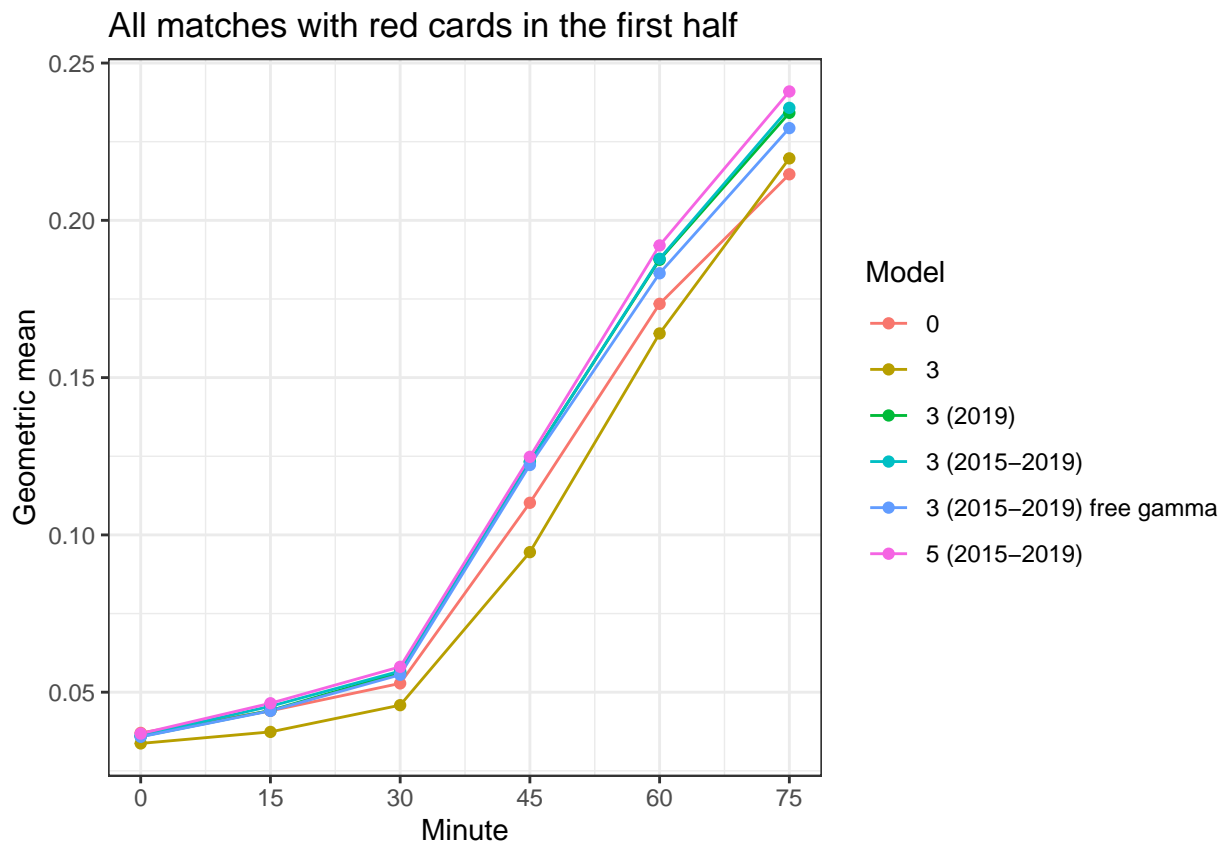 All matches with red cards in the first half
0.25
0.20
0.15
0.10
0.05
Geometric mean
0 15 30 45 60 75
Minute
Model
0
3
3 (2019)
3 (2015−2019)
3 (2015−2019) free gamma
5 (2015−2019)